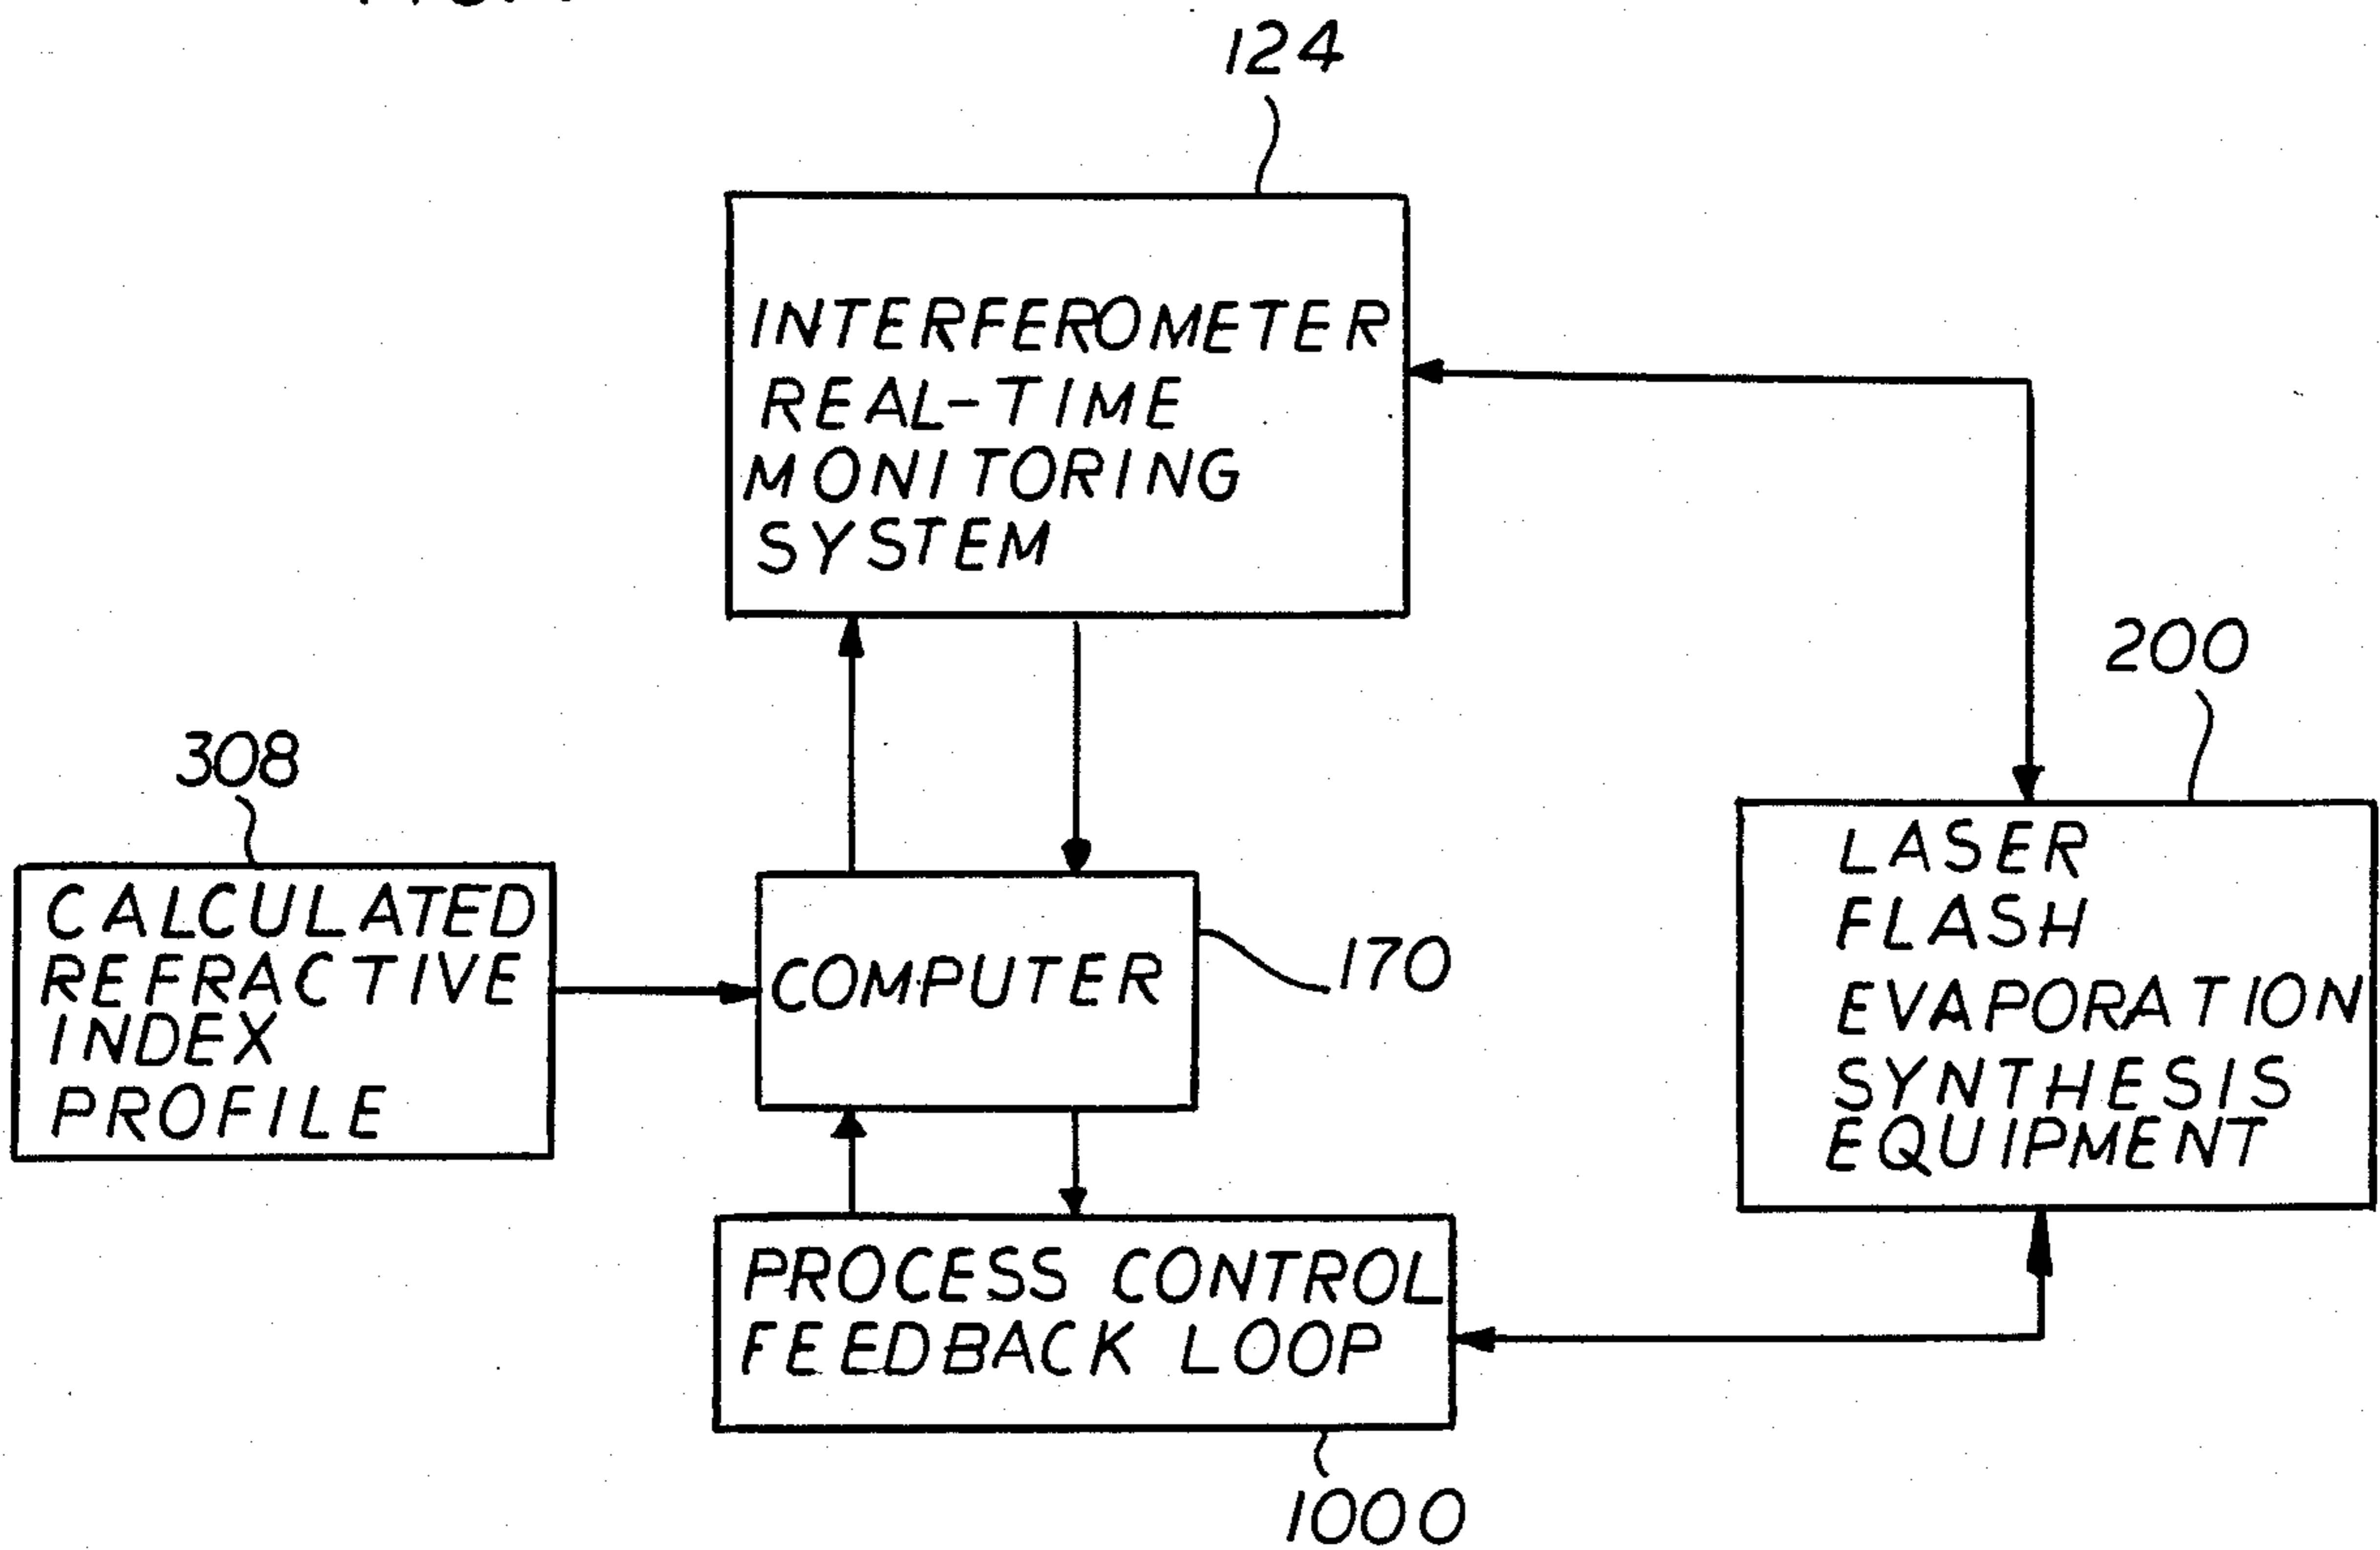 124
INTERFEROMETER
REAL-TIME
MONITORING
SYSTEM
200
308
CALCULATED
REFRACTIVE
INDEX
PROFILE
COMPUTER
170
LASER
FLASH
EVAPORATION
SYNTHESIS
EQUIPMENT
PROCESS CONTROL
FEEDBACK LOOP
1000